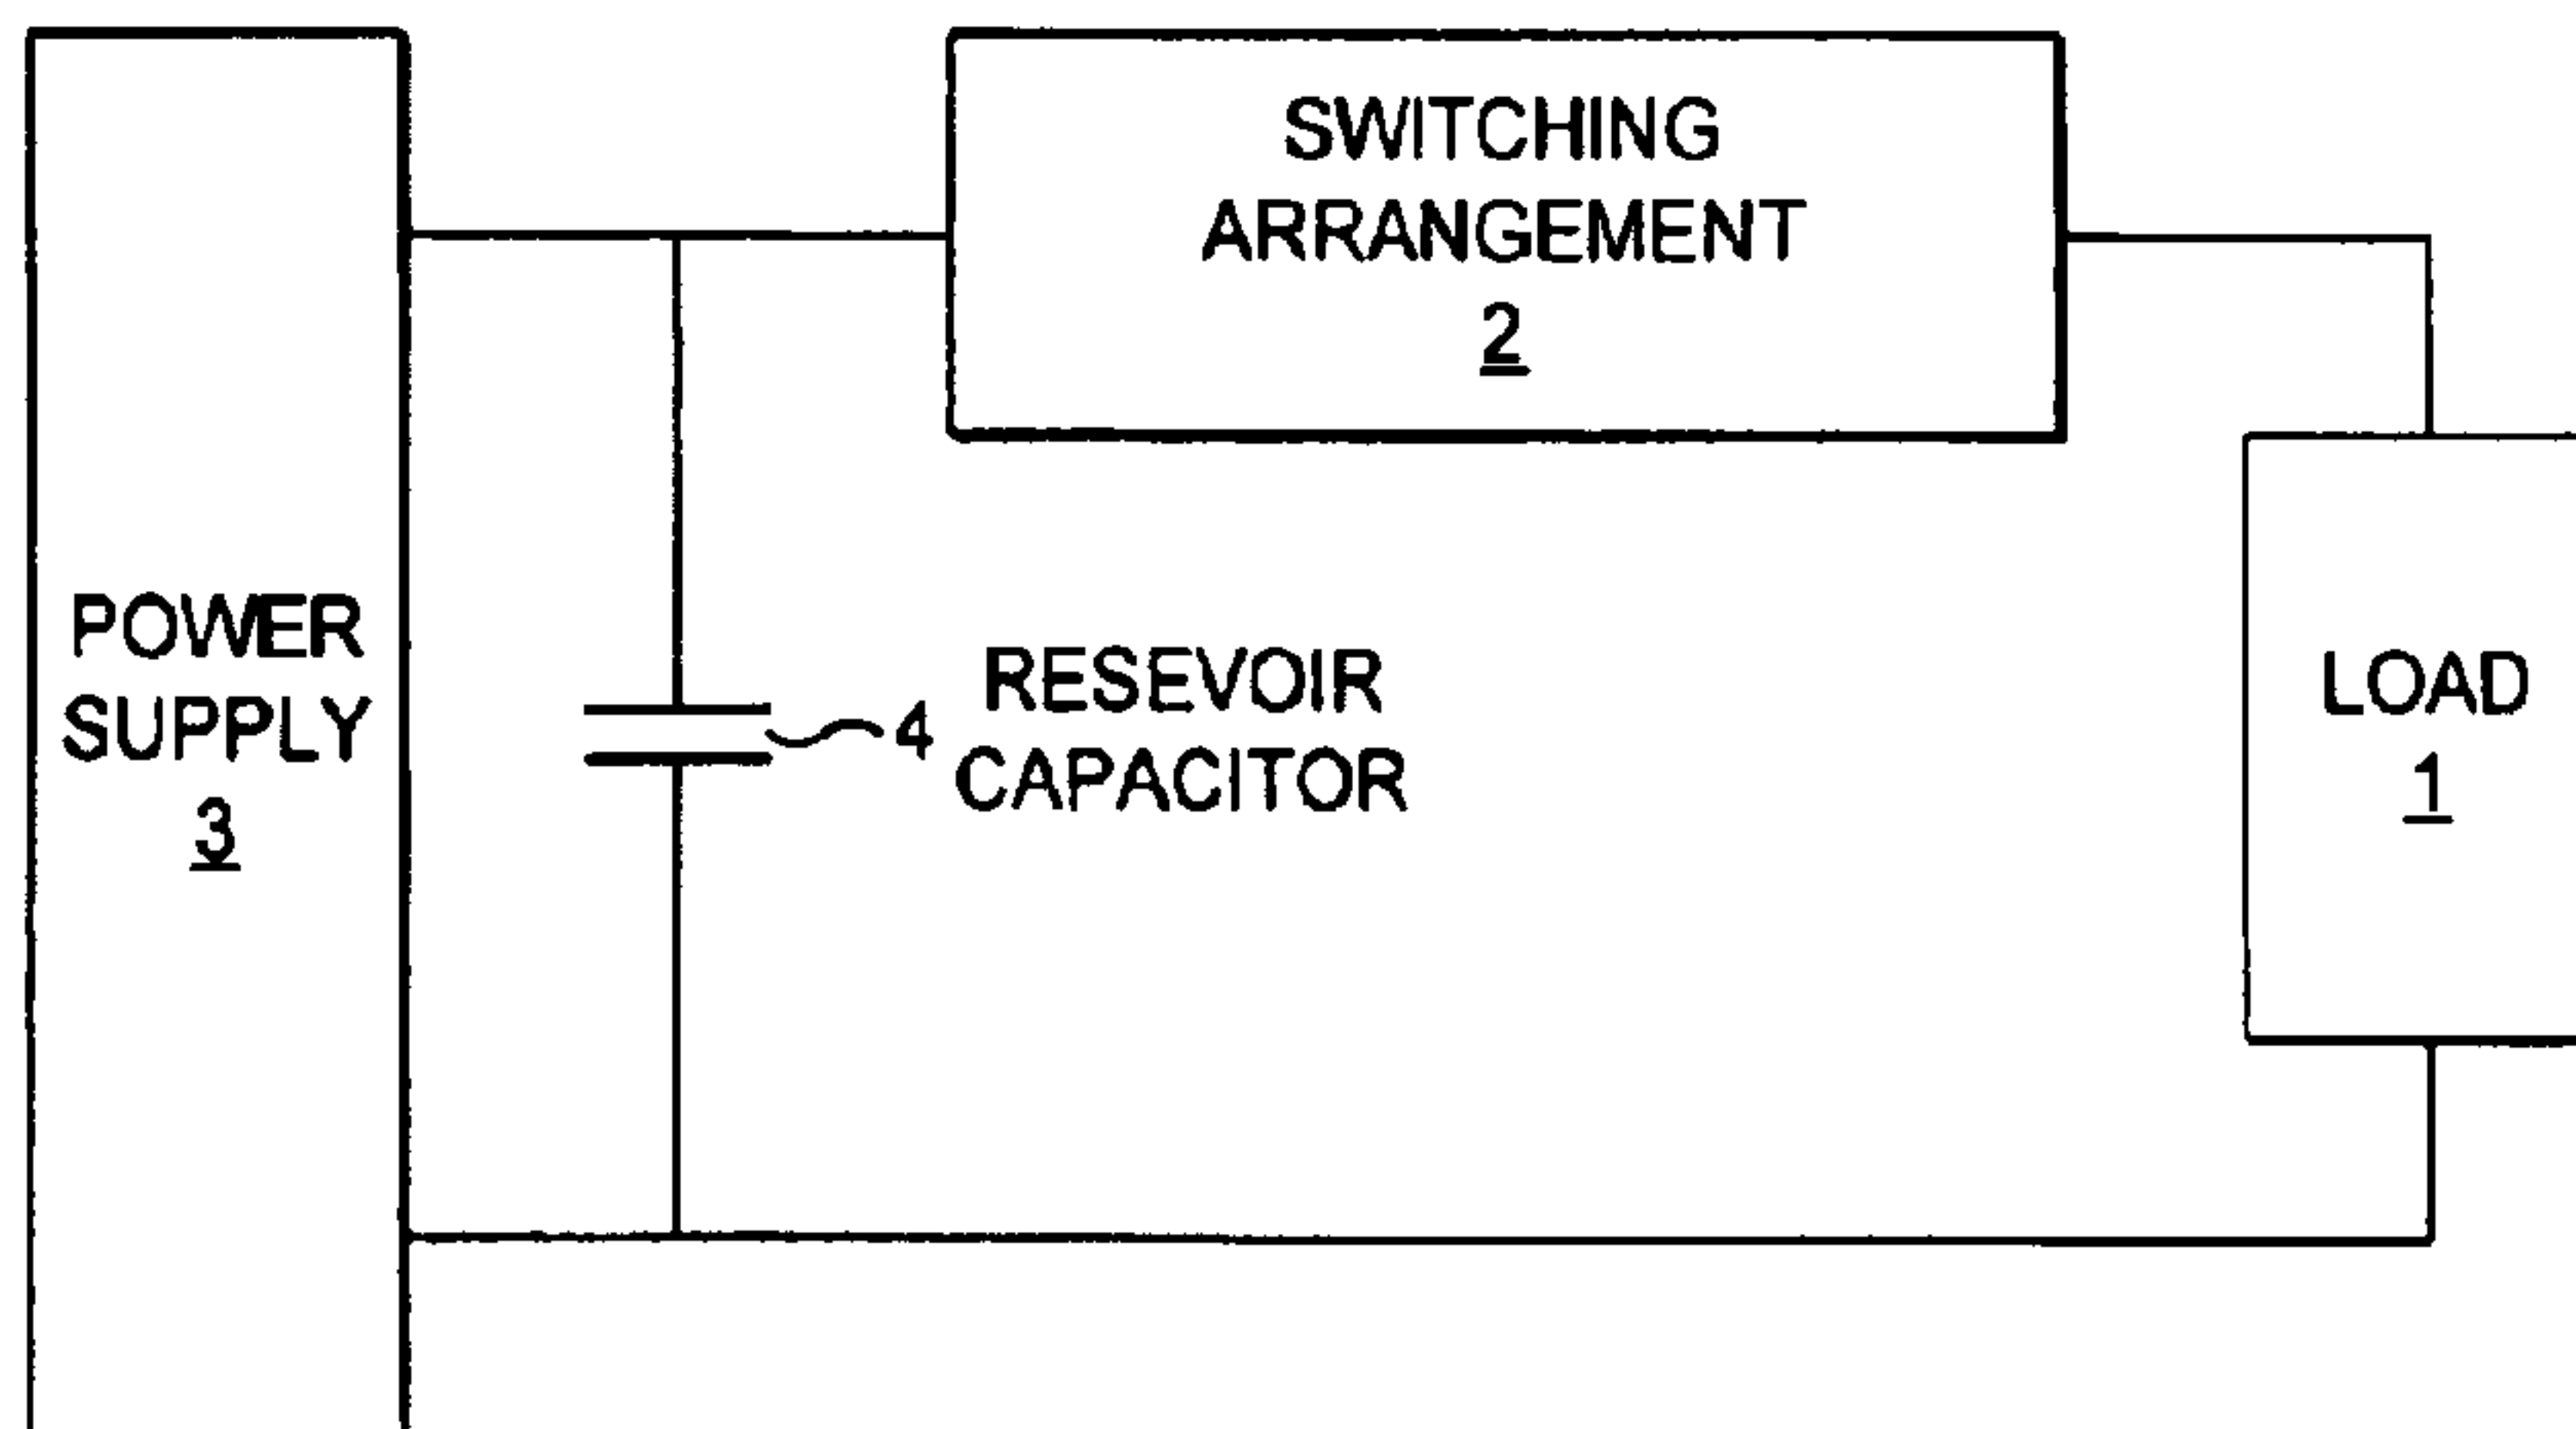 SWITCHING
ARRANGEMENT
2
POWER
SUPPLY
3
4
RESEVOIR
CAPACITOR
LOAD
1